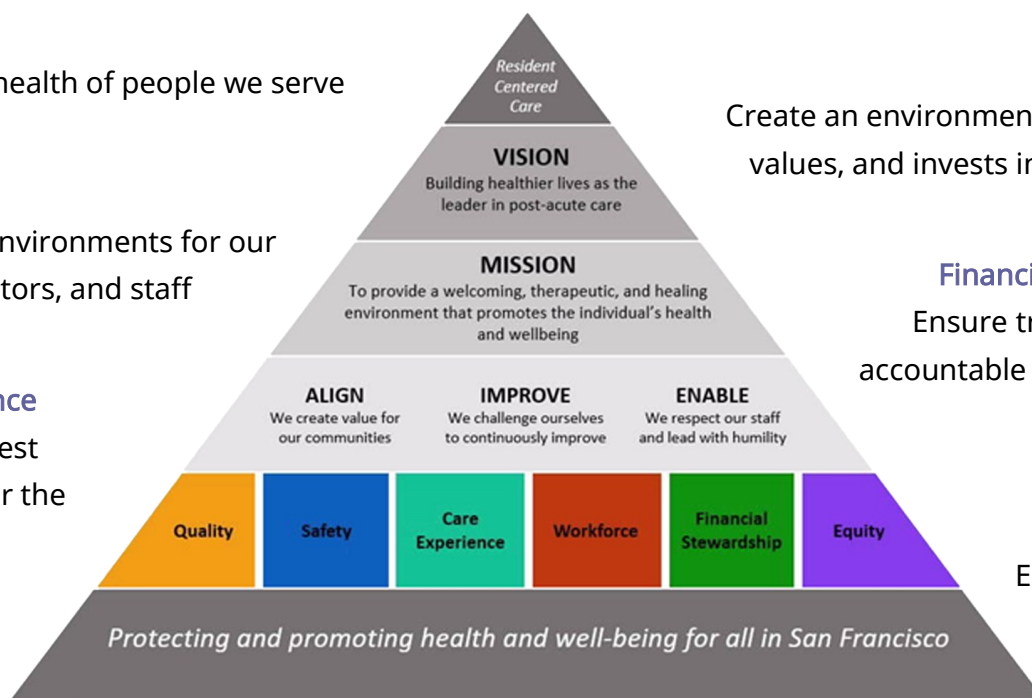 health of people we serve
nvironments for our
tors, and staff
nce
est
r the
Resident
Centered
Care
VISION
Building healthier lives as the
leader in post-acute care
MISSION
To provide a welcoming, therapeutic, and healing
environment that promotes the individual's health
and wellbeing
ALIGN
We create value for
our communities
IMPROVE
We challenge ourselves
to continuously improve
ENABLE
We respect our staff
and lead with humility
Quality
Safety
Care
Experience
Workforce
Financial
Stewardship
Equity
Protecting and promoting health and well-being for all in San Francisco
Create an environmen
values, and invests i
Financi
Ensure tr
accountable
E